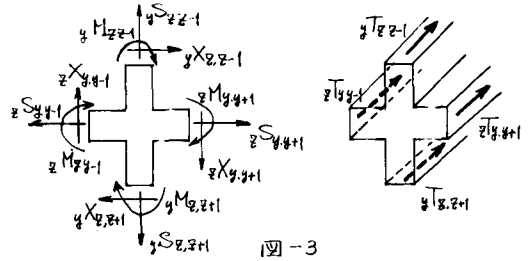 ySz,z-1
yMz,z-1
yXz,z-1
zXy,y-1
zSy,y-1
zMy,y-1
zMy,y+1
zSy,y+1
zXy,y+1
yXz,z+1
yMz,z+1
ySz,z+1
yTz,z-1
zTy,y-1
zTy,y+1
yTz,z+1
図-3